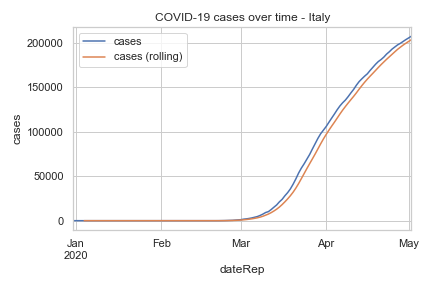 COVID-19 cases over time - Italy
cases
cases (rolling)
200000
150000
100000
50000
0
cases
Jan
2020
Feb
Mar
Apr
May
dateRep